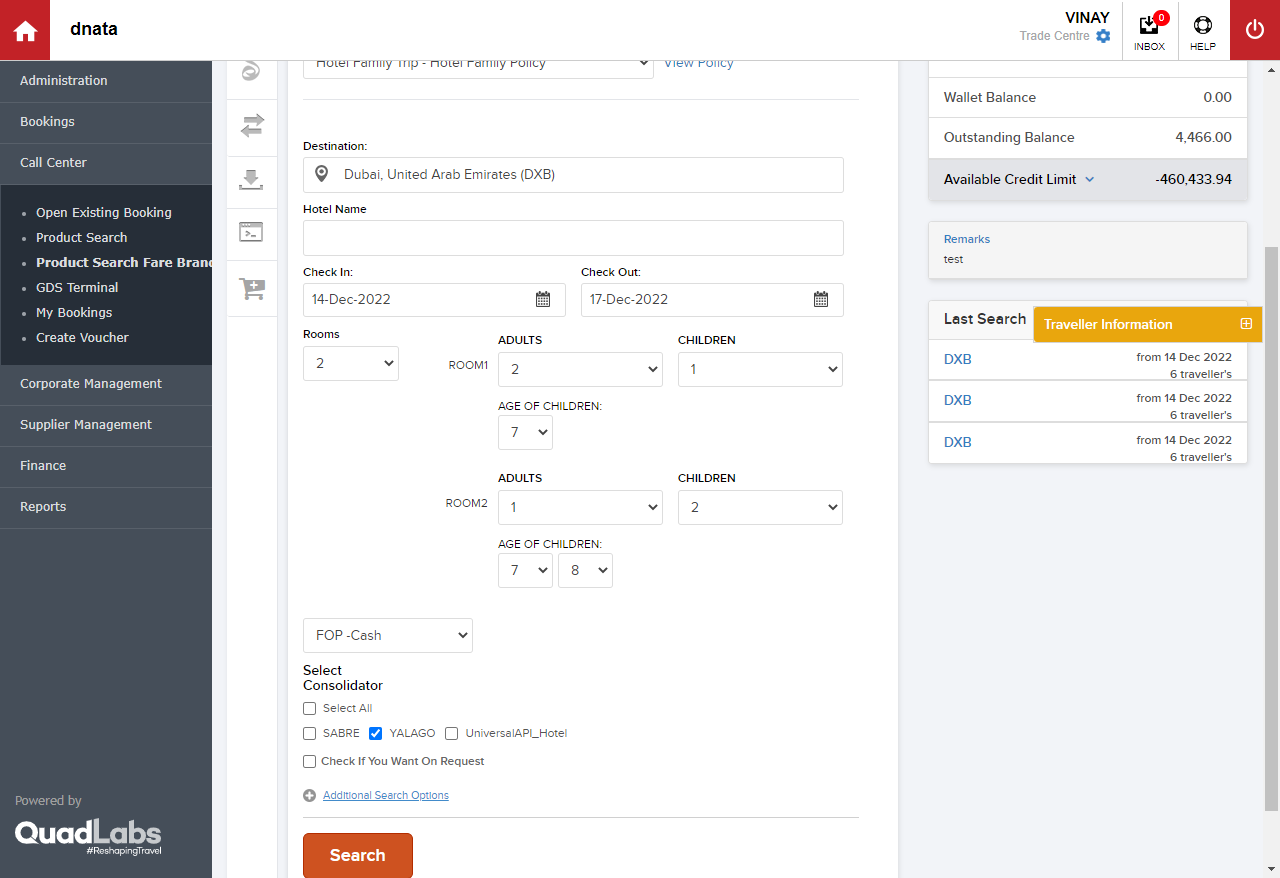 dnata
VINAY
Trade Centre
0
INBOX
HELP
Administration
Bookings
Call Center
Open Existing Booking
Product Search
Product Search Fare Brand
GDS Terminal
My Bookings
Create Voucher
Corporate Management
Supplier Management
Finance
Reports
Powered by
QuadLabs
#ReshapingTravel
Hotel Family Trip - Hotel Family Policy
View Policy
Destination:
Dubai, United Arab Emirates (DXB)
Hotel Name
Check In:
Check Out:
14-Dec-2022
17-Dec-2022
Rooms
2
ADULTS
CHILDREN
ROOM1
2
1
AGE OF CHILDREN:
7
ADULTS
CHILDREN
ROOM2
1
2
AGE OF CHILDREN:
7
8
FOP -Cash
Select
Consolidator
Select All
SABRE
YALAGO
UniversalAPI_Hotel
Check If You Want On Request
Additional Search Options
Search
Wallet Balance
0.00
Outstanding Balance
4,466.00
Available Credit Limit
-460,433.94
Remarks
test
Last Search
Traveller Information
DXB
from 14 Dec 2022
6 traveller's
DXB
from 14 Dec 2022
6 traveller's
DXB
from 14 Dec 2022
6 traveller's